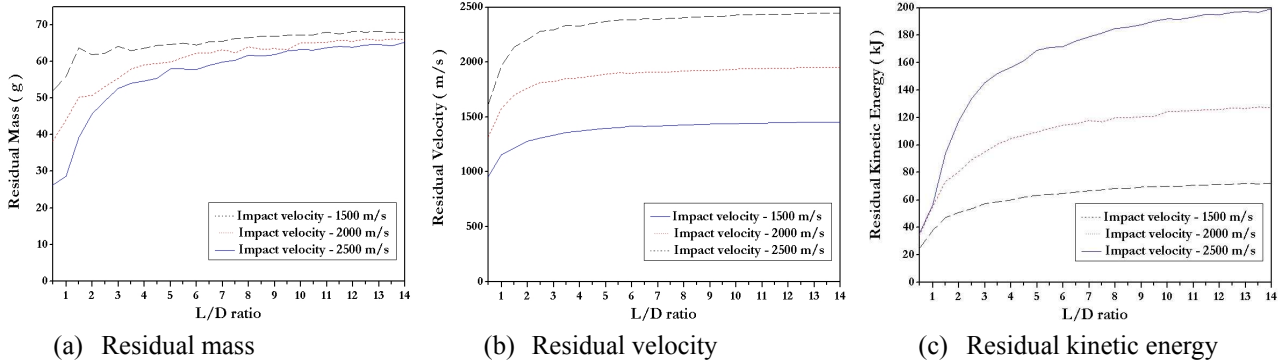 Residual Mass ( g )
70
60
50
40
30
20
10
0
Impact velocity - 1500 m/s
Impact velocity - 2000 m/s
Impact velocity - 2500 m/s
1 2 3 4 5 6 7 8 9 10 11 12 13 14
L/D ratio
(a) Residual mass
Residual Velocity ( m/s )
2500
2000
1500
1000
500
0
Impact velocity - 1500 m/s
Impact velocity - 2000 m/s
Impact velocity - 2500 m/s
1 2 3 4 5 6 7 8 9 10 11 12 13 14
L/D ratio
(b) Residual velocity
Residual Kinetic Energy ( kJ )
200
180
160
140
120
100
80
60
40
20
0
Impact velocity - 1500 m/s
Impact velocity - 2000 m/s
Impact velocity - 2500 m/s
1 2 3 4 5 6 7 8 9 10 11 12 13 14
L/D ratio
(c) Residual kinetic energy